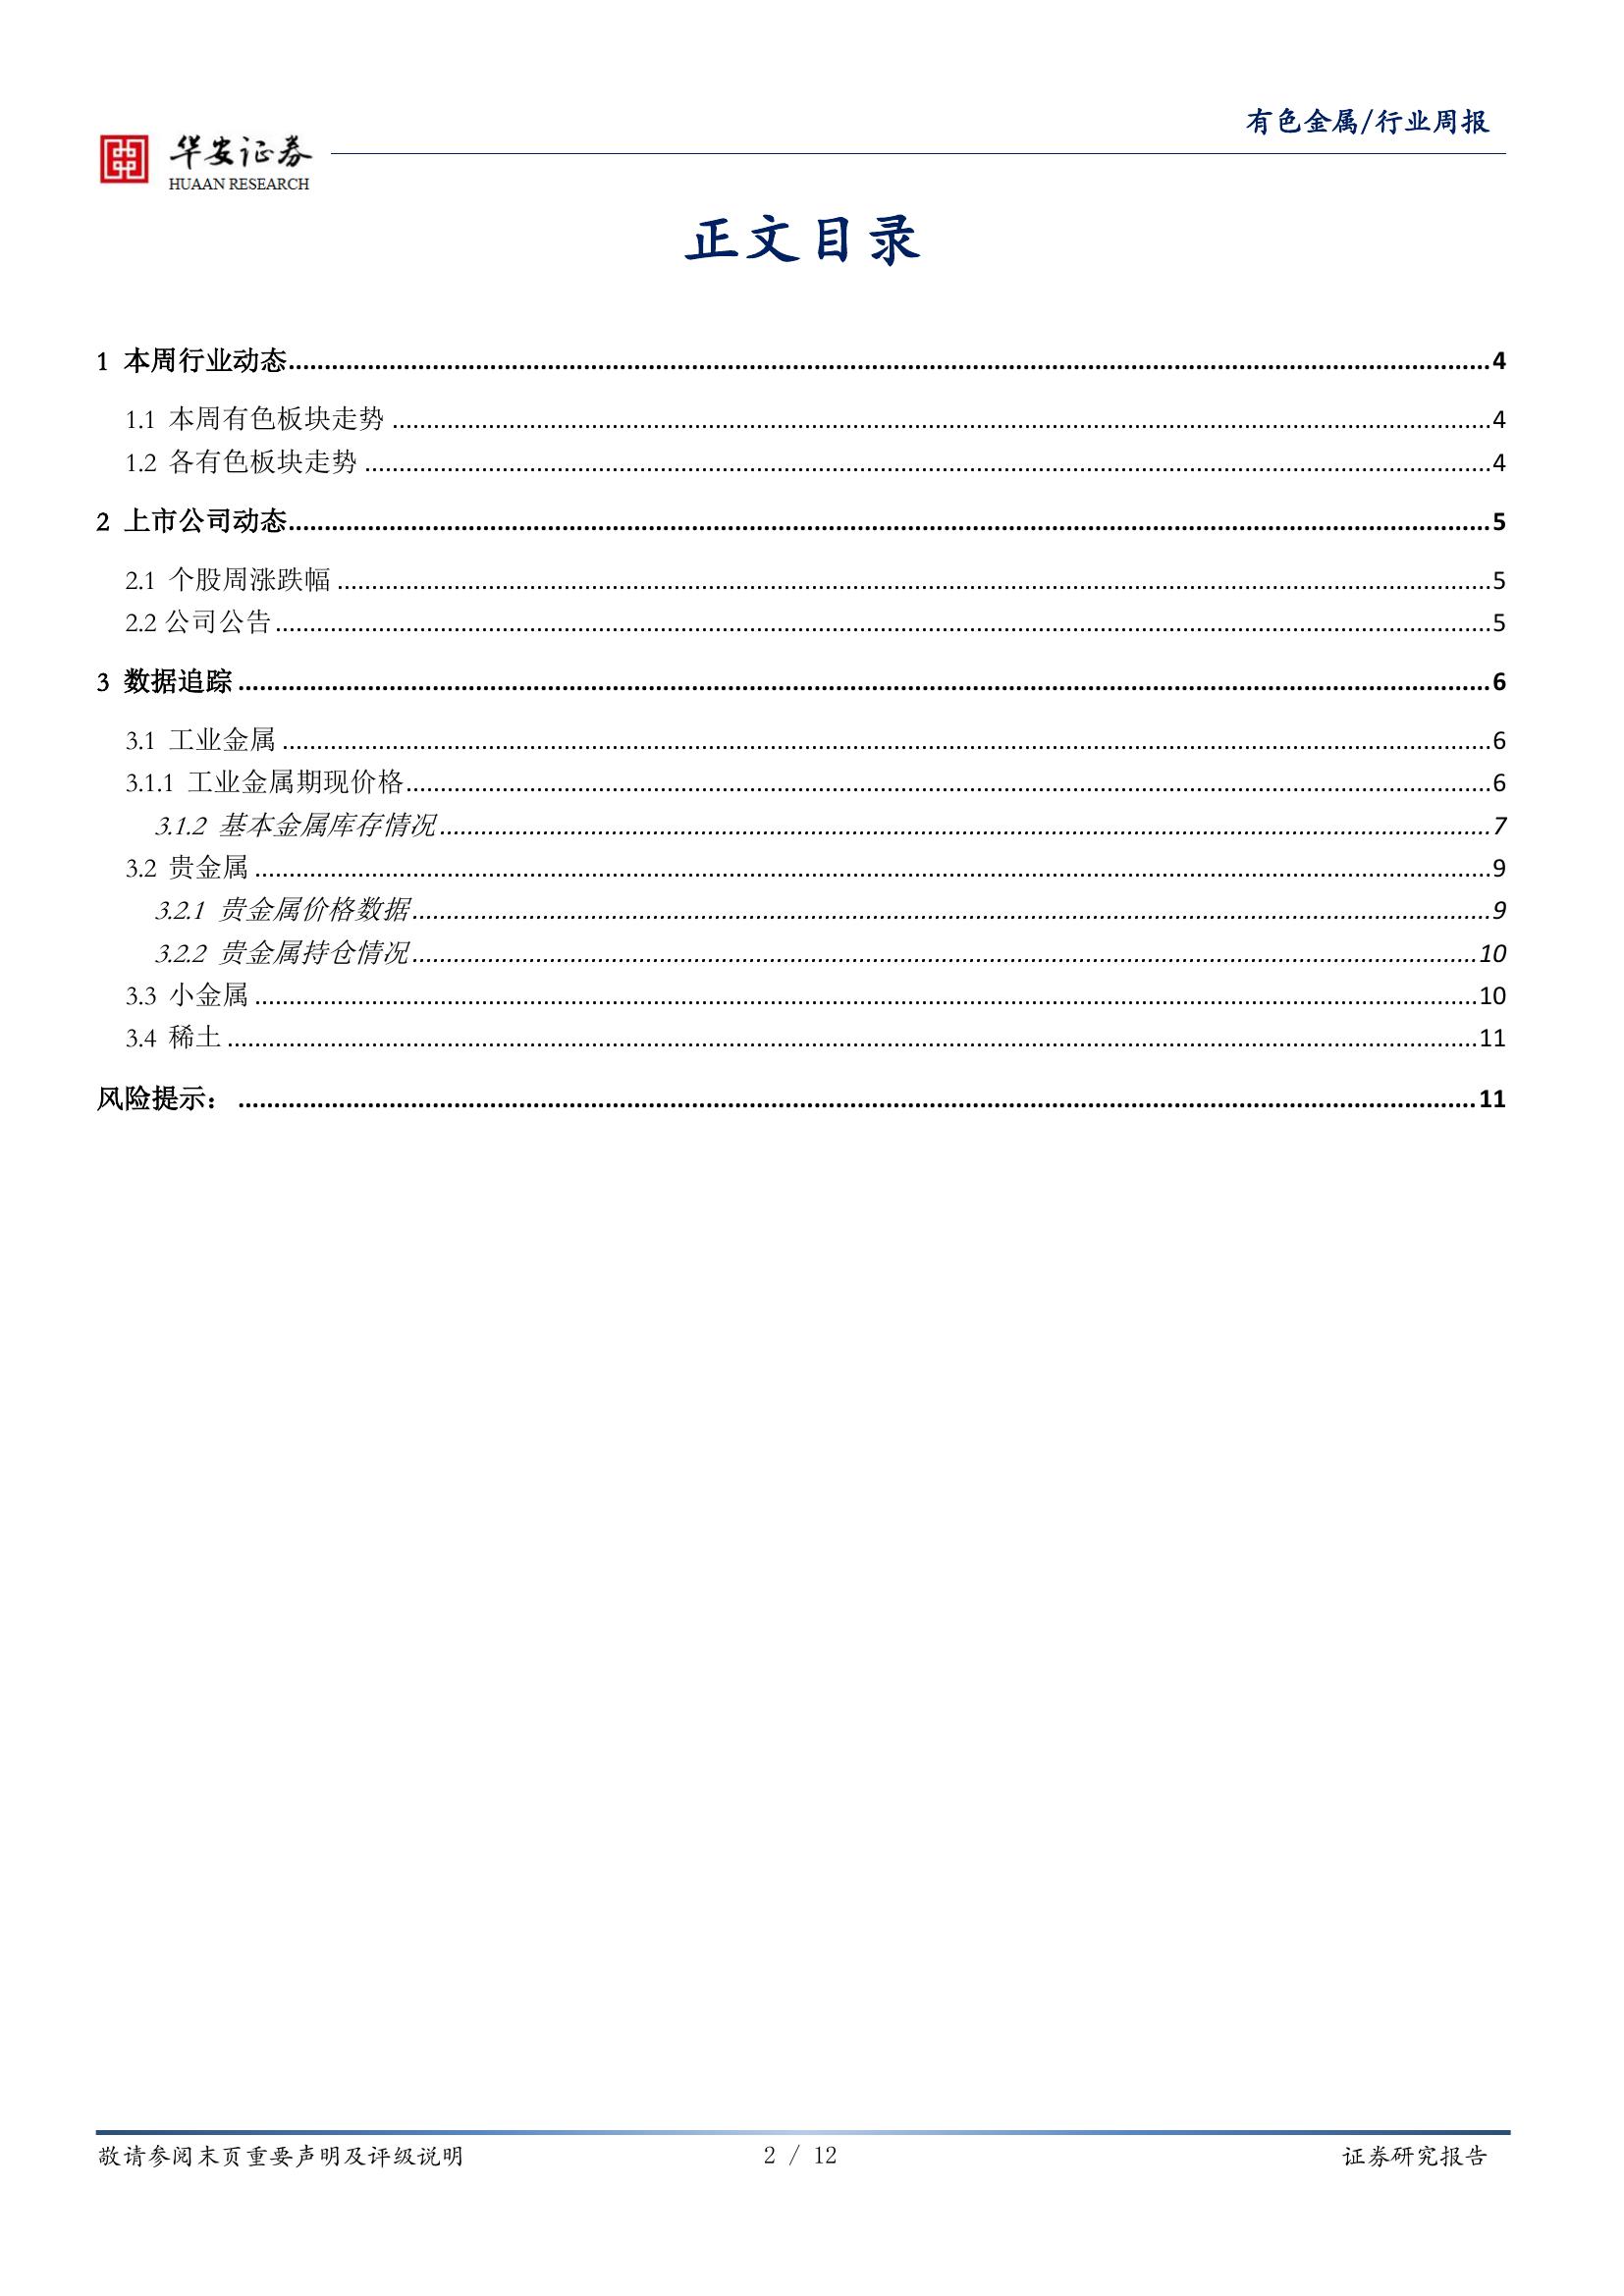 有色金属/行业周报
华安证券
HUAAN RESEARCH
正文目录
1 本周行业动态....................4
1.1 本周有色板块走势....................4
1.2 各有色板块走势....................4
2 上市公司动态....................5
2.1 个股周涨跌幅....................5
2.2 公司公告....................5
3 数据追踪....................6
3.1 工业金属....................6
3.1.1 工业金属期现价格....................6
3.1.2 基本金属库存情况....................7
3.2 贵金属....................9
3.2.1 贵金属价格数据....................9
3.2.2 贵金属持仓情况....................10
3.3 小金属....................10
3.4 稀土....................11
风险提示：....................11
敬请参阅末页重要声明及评级说明
2 / 12
证券研究报告